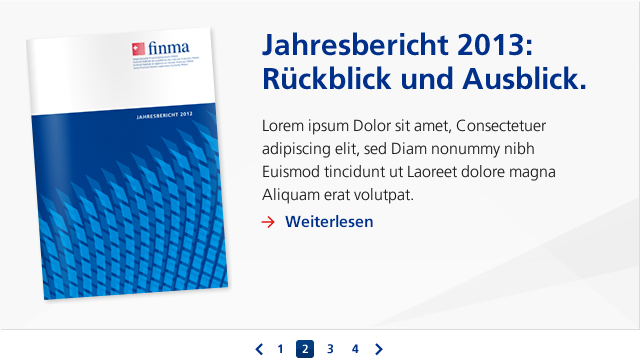 finma
JAHRESBERICHT 2012
Jahresbericht 2013:
Rückblick und Ausblick.
Lorem ipsum Dolor sit amet, Consectetuer
adipiscing elit, sed Diam nonummy nibh
Euismod tincidunt ut Laoreet dolore magna
Aliquam erat volutpat.
Weiterlesen
1 2 3 4